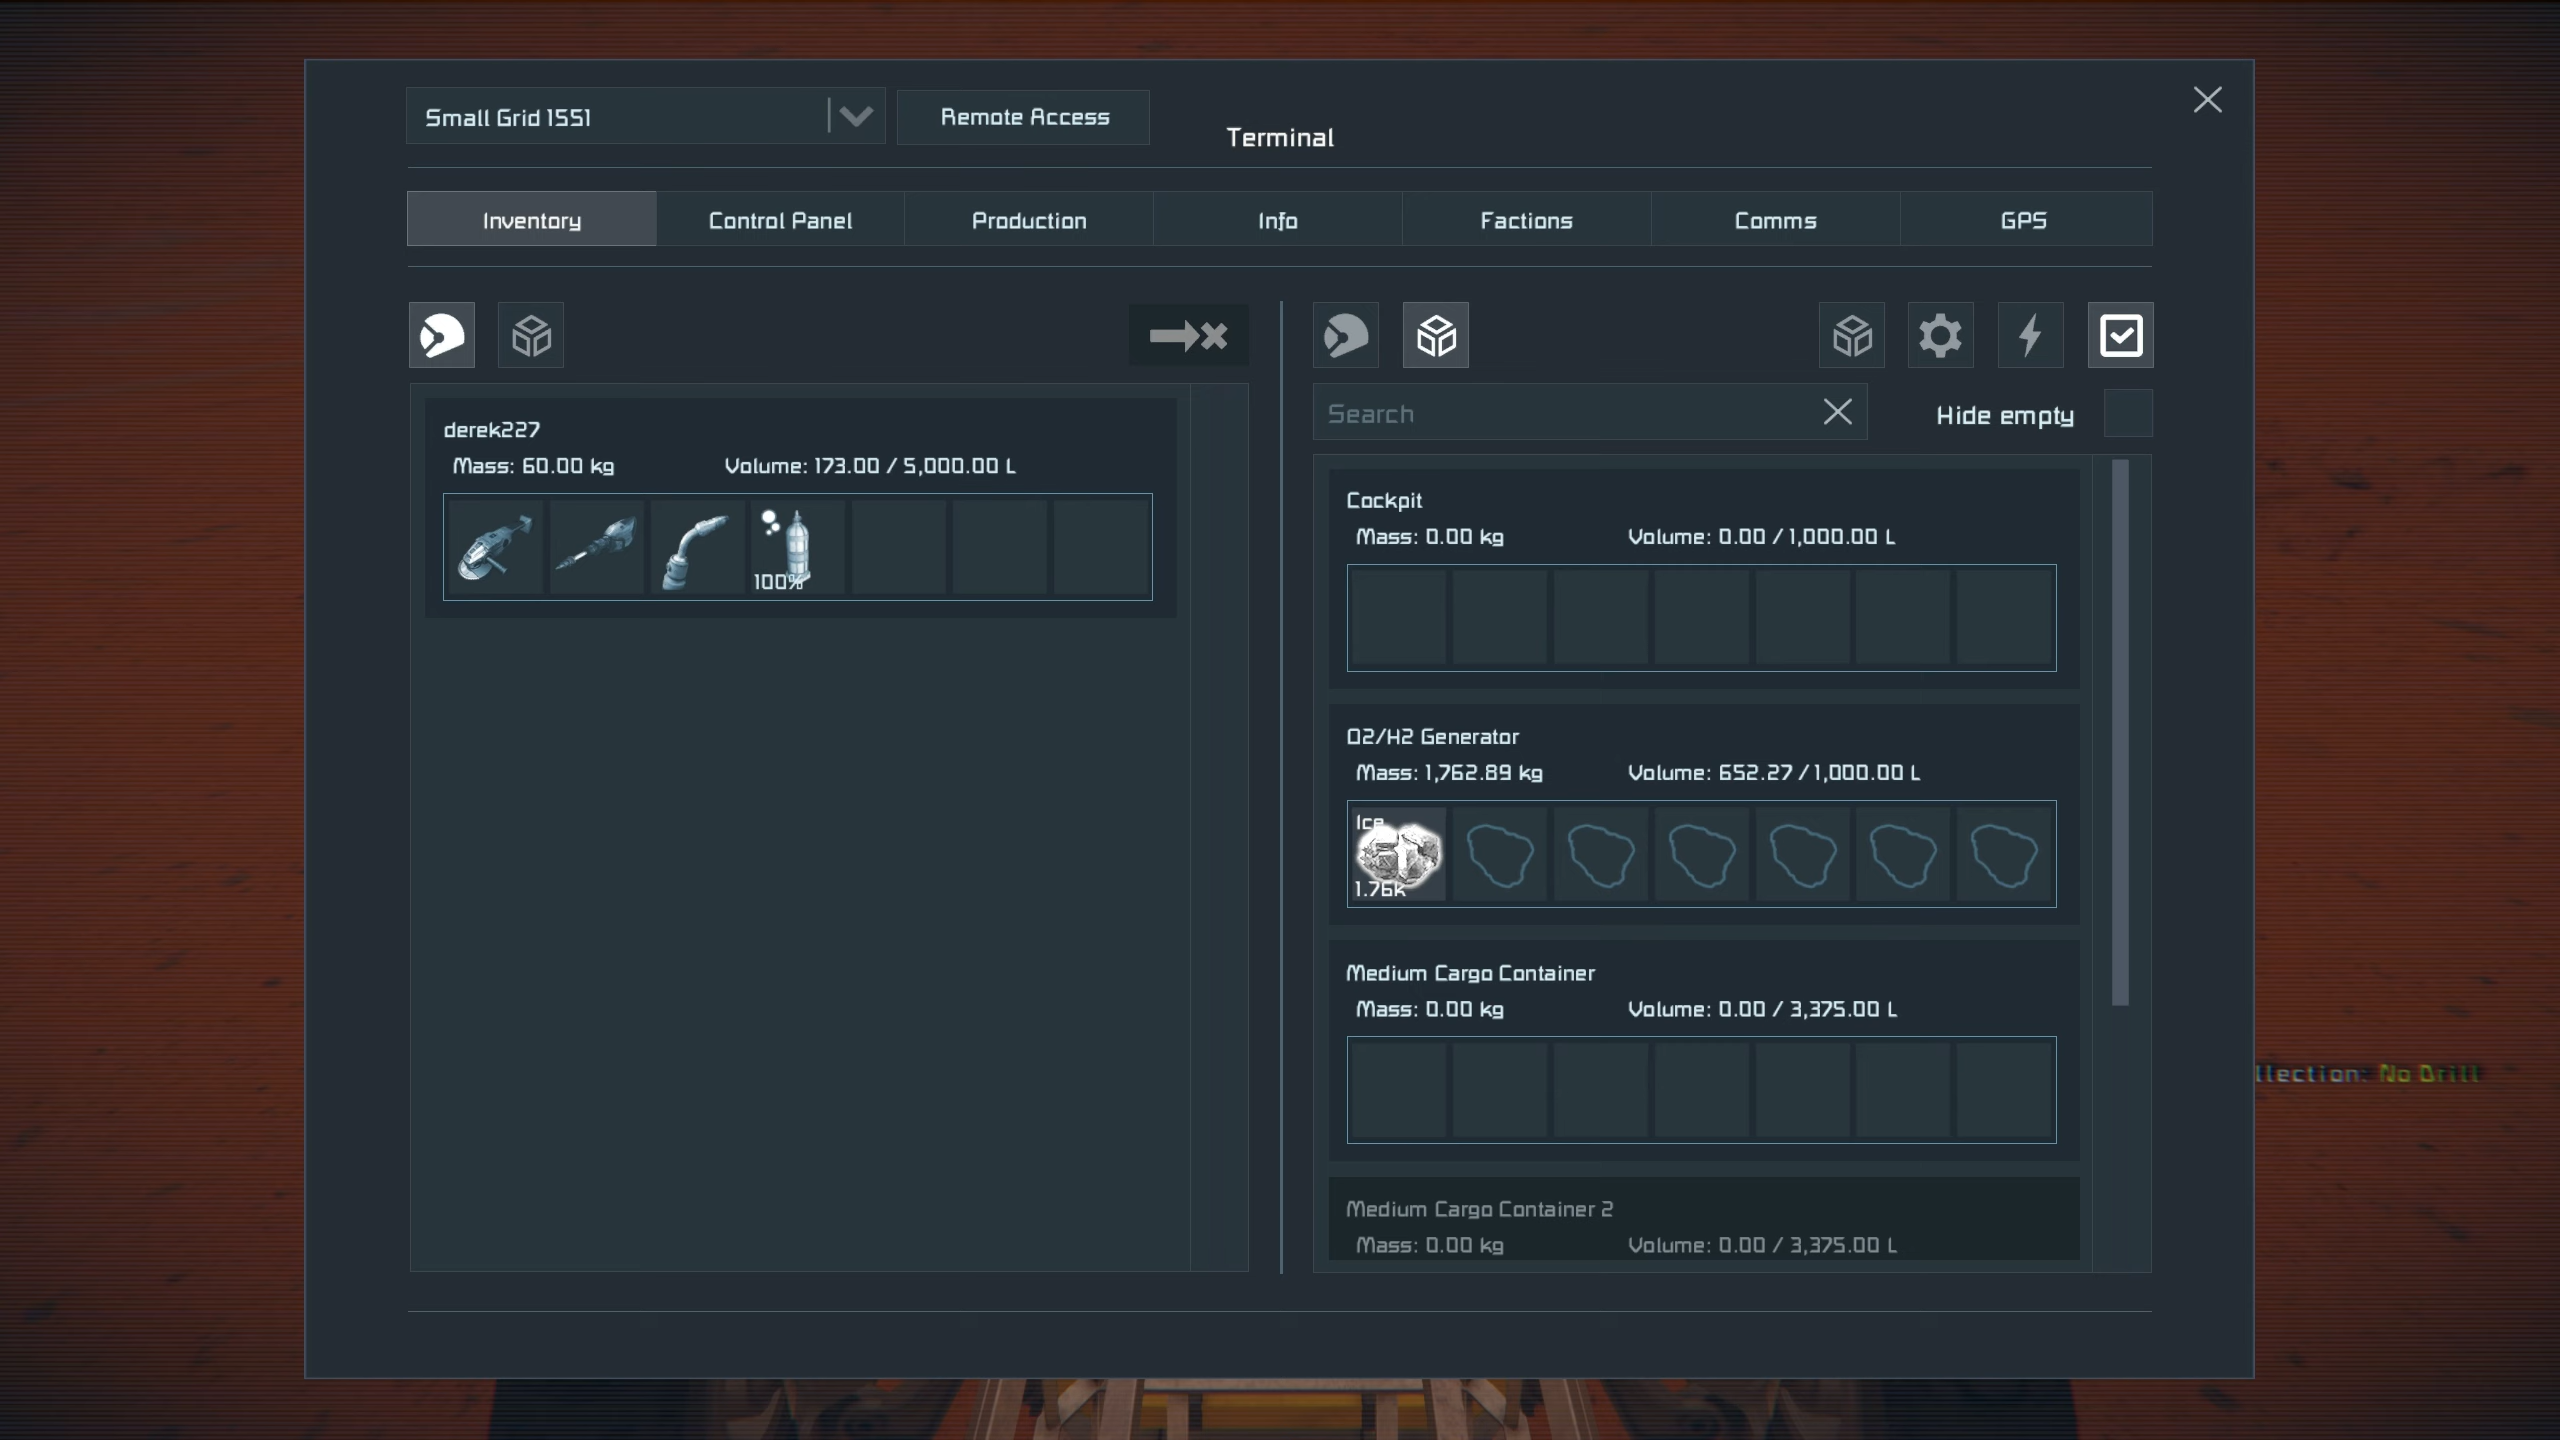 Small Grid 1551
Remote Access
Terminal
Inventory
Control Panel
Production
Info
Factions
Comms
GPS
derek227
Mass: 60.00 kg
Volume: 173.00 / 5,000.00 L
100%
Search
Hide empty
Cockpit
Mass: 0.00 kg
Volume: 0.00 / 1,000.00 L
O2/H2 Generator
Mass: 1,762.89 kg
Volume: 652.27 / 1,000.00 L
Ice
1.76k
Medium Cargo Container
Mass: 0.00 kg
Volume: 0.00 / 3,375.00 L
Medium Cargo Container 2
Mass: 0.00 kg
Volume: 0.00 / 3,375.00 L
llection: No Drill